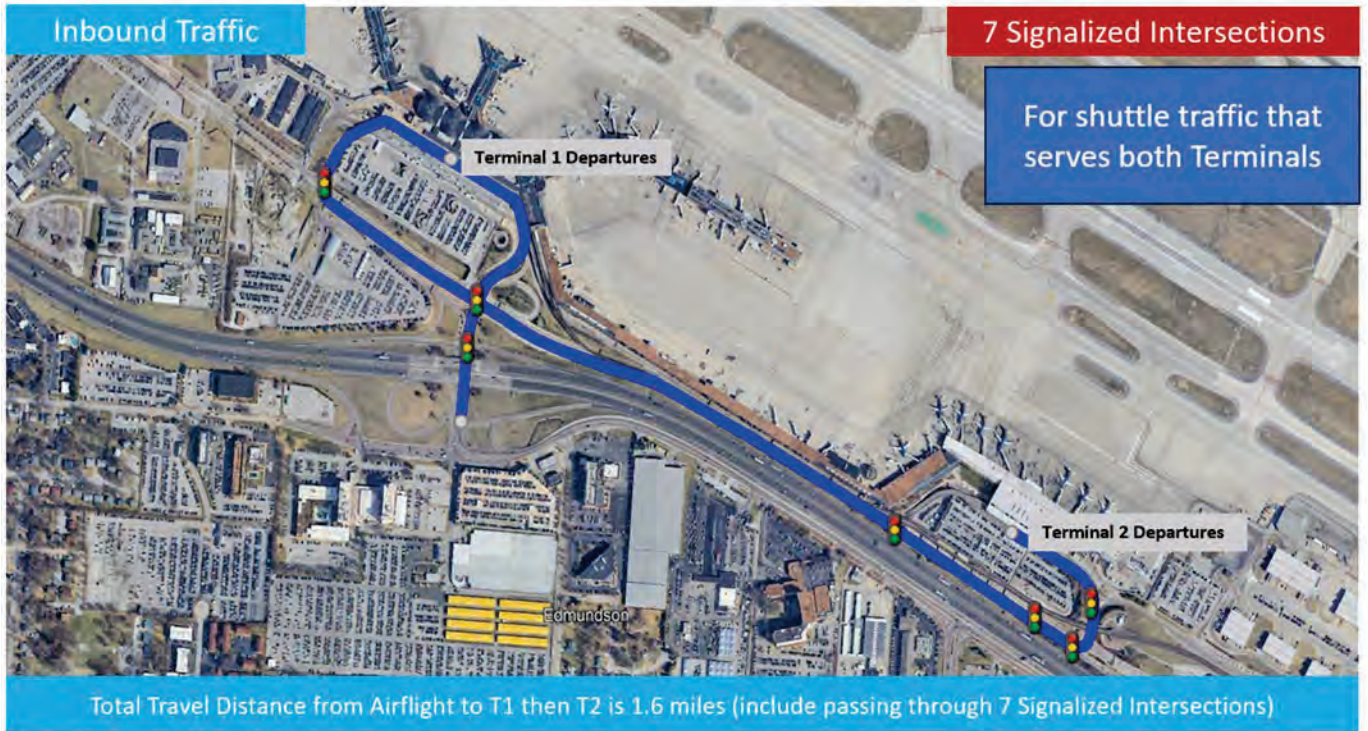 Inbound Traffic
7 Signalized Intersections
For shuttle traffic that
serves both Terminals
Terminal 1 Departures
Terminal 2 Departures
Edmundson
Total Travel Distance from Airflight to T1 then T2 is 1.6 miles (include passing through 7 Signalized Intersections)